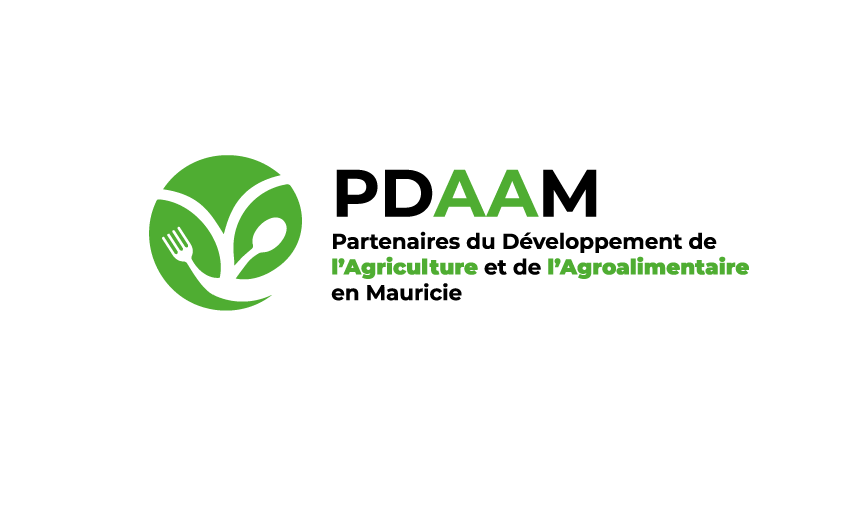 PDAAM
Partenaires du Développement de
l’Agriculture et de l’Agroalimentaire
en Mauricie